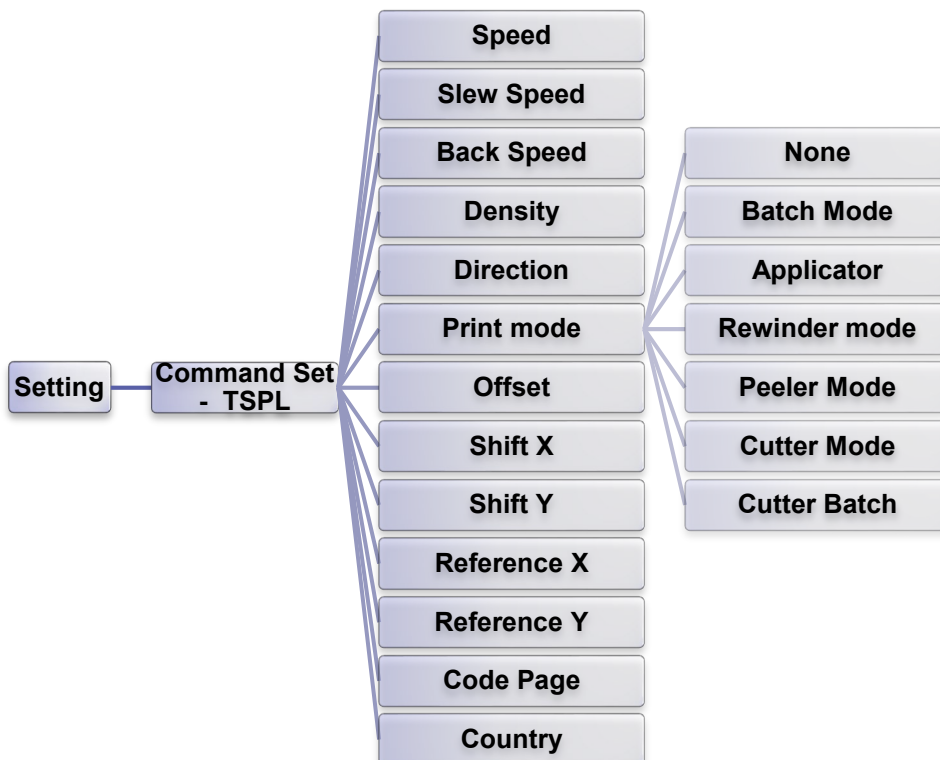 Setting
Command Set
- TSPL
Speed
Slew Speed
Back Speed
Density
Direction
Print mode
Offset
Shift X
Shift Y
Reference X
Reference Y
Code Page
Country
None
Batch Mode
Applicator
Rewinder mode
Peeler Mode
Cutter Mode
Cutter Batch